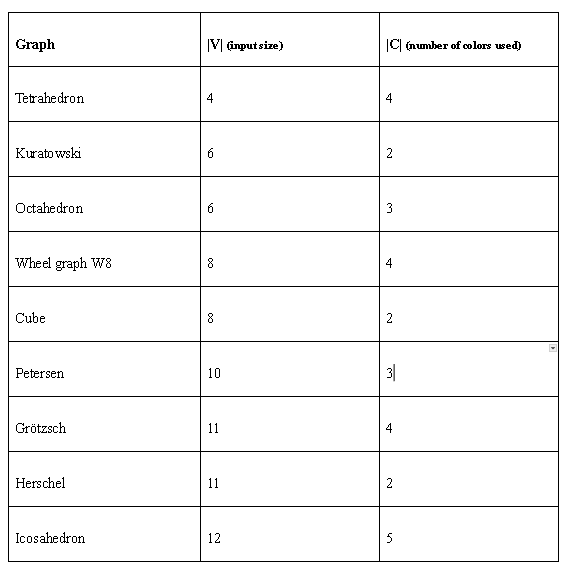 Graph |V| (input size) |C| (number of colors used)
Tetrahedron 4 4
Kuratowski 6 2
Octahedron 6 3
Wheel graph W8 8 4
Cube 8 2
Petersen 10 3
Grötzsch 11 4
Herschel 11 2
Icosahedron 12 5